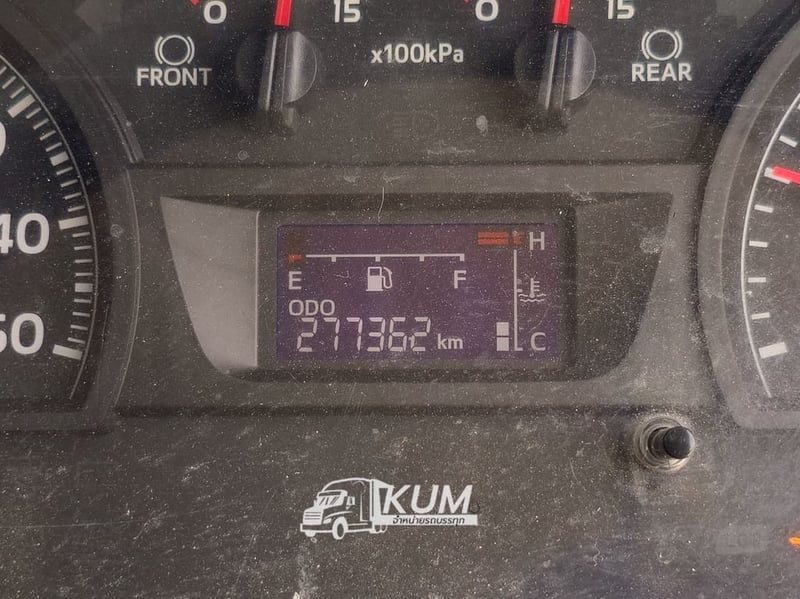 0 15 0 15
x100kPa
FRONT REAR
40
50
H
E F
ODO
277362 km C
KUM
จำหน่ายรถบรรทุก